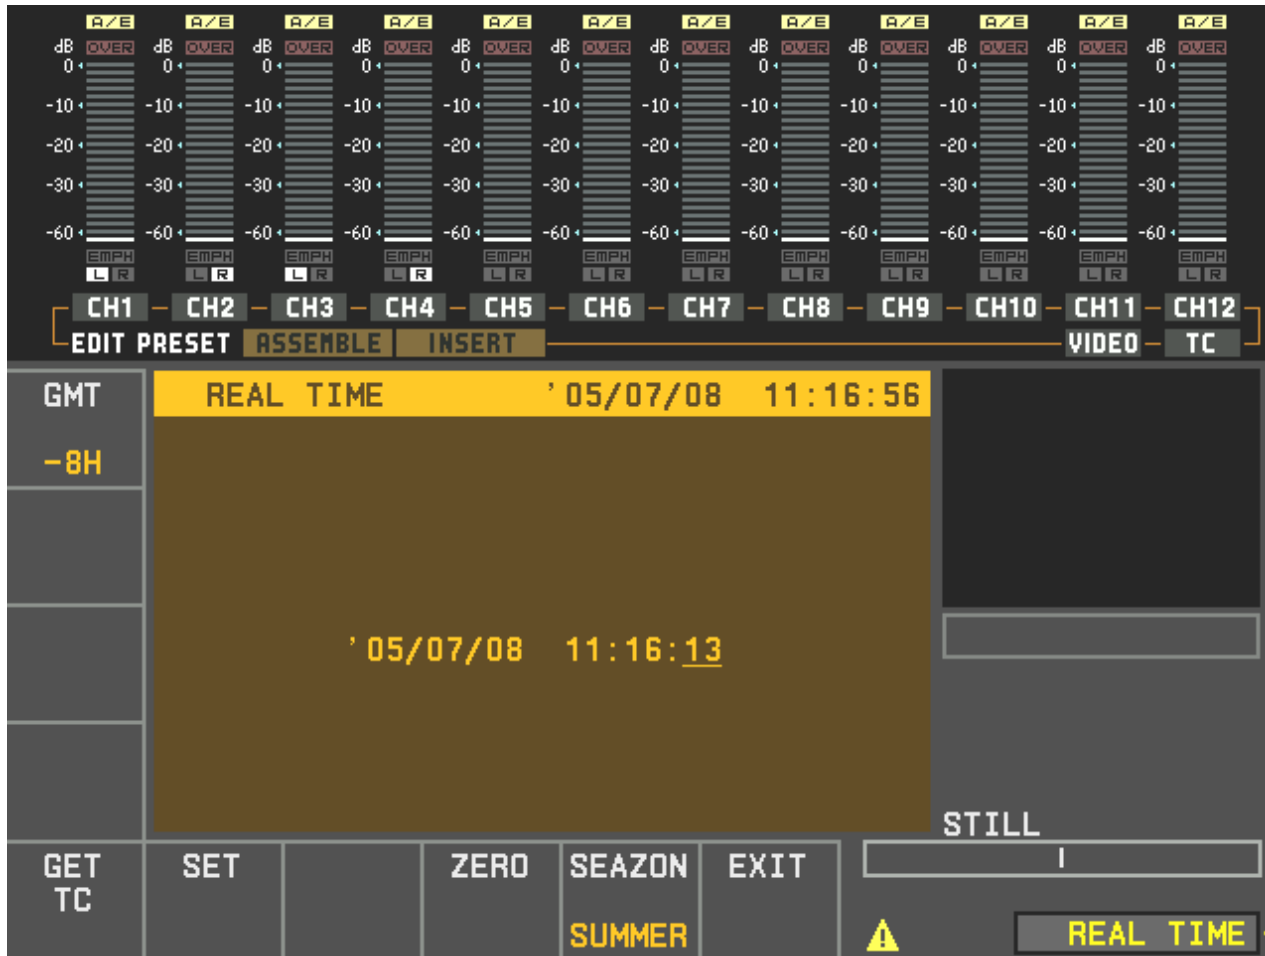 A/E A/E A/E A/E A/E A/E A/E A/E A/E A/E A/E A/E
dB OVER dB OVER dB OVER dB OVER dB OVER dB OVER dB OVER dB OVER dB OVER dB OVER dB OVER dB OVER
0 0 0 0 0 0 0 0 0 0 0 0
-10 -10 -10 -10 -10 -10 -10 -10 -10 -10 -10 -10
-20 -20 -20 -20 -20 -20 -20 -20 -20 -20 -20 -20
-30 -30 -30 -30 -30 -30 -30 -30 -30 -30 -30 -30
-60 -60 -60 -60 -60 -60 -60 -60 -60 -60 -60 -60
EMPH EMPH EMPH EMPH EMPH EMPH EMPH EMPH EMPH EMPH EMPH EMPH
L R L R L R L R L R L R L R L R L R L R L R L R
CH1 CH2 CH3 CH4 CH5 CH6 CH7 CH8 CH9 CH10 CH11 CH12
EDIT PRESET ASSEMBLE INSERT VIDEO TC
GMT REAL TIME '05/07/08 11:16:56
-8H
'05/07/08 11:16:13
STILL
GET SET ZERO SEAZON EXIT
TC
SUMMER REAL TIME